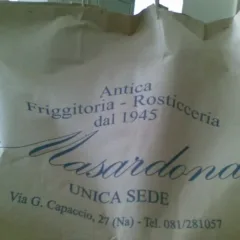 Antica
Friggitoria - Rosticceria
dal 1945
Masardona
UNICA SEDE
Via G. Capaccio, 27 (Na) - Tel. 081/281057